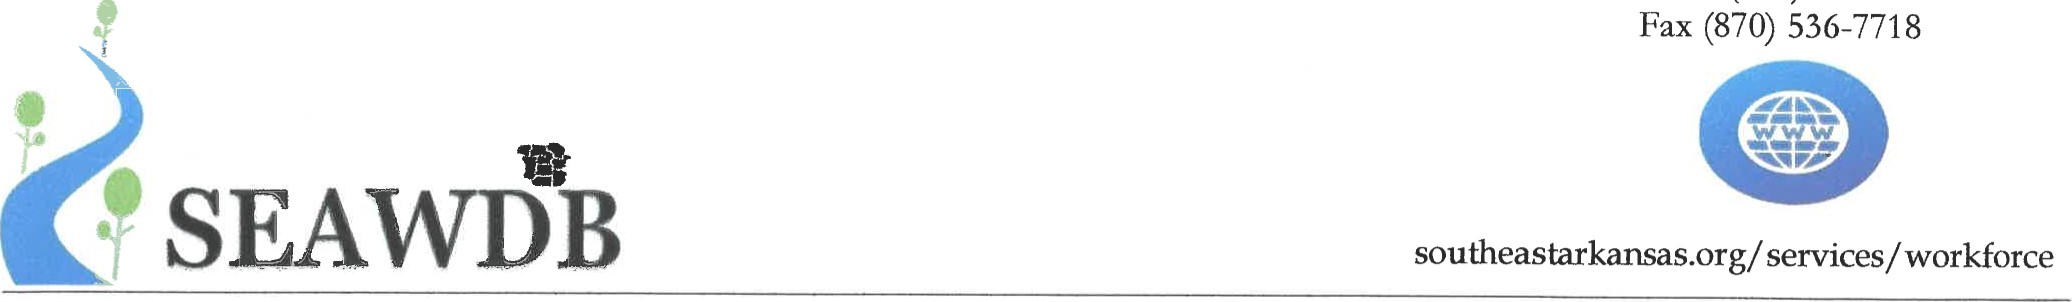 Fax (870) 536-7718
WWW
SEAWDB
southeastarkansas.org/services/workforce